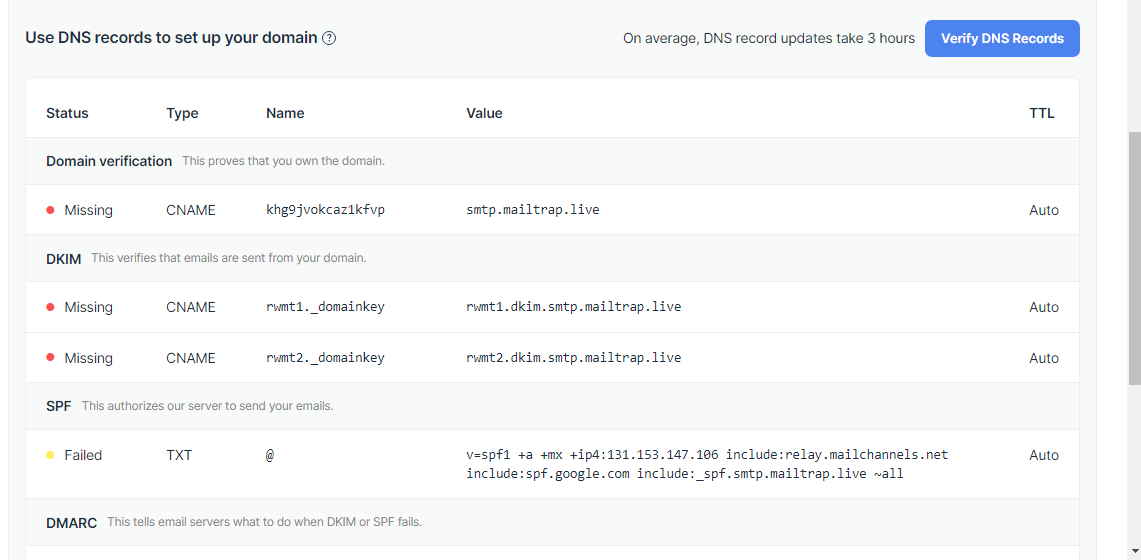 Use DNS records to set up your domain ?
On average, DNS record updates take 3 hours
Verify DNS Records
Status Type Name Value TTL
Domain verification This proves that you own the domain.
Missing CNAME khg9jvokcaz1kfvp smtp.mailtrap.live Auto
DKIM This verifies that emails are sent from your domain.
Missing CNAME rwmt1._domainkey rwmt1.dkim.smtp.mailtrap.live Auto
Missing CNAME rwmt2._domainkey rwmt2.dkim.smtp.mailtrap.live Auto
SPF This authorizes our server to send your emails.
Failed TXT @ v=spf1 +a +mx +ip4:131.153.147.106 include:relay.mailchannels.net Auto
include:spf.google.com include:_spf.smtp.mailtrap.live ~all
DMARC This tells email servers what to do when DKIM or SPF fails.